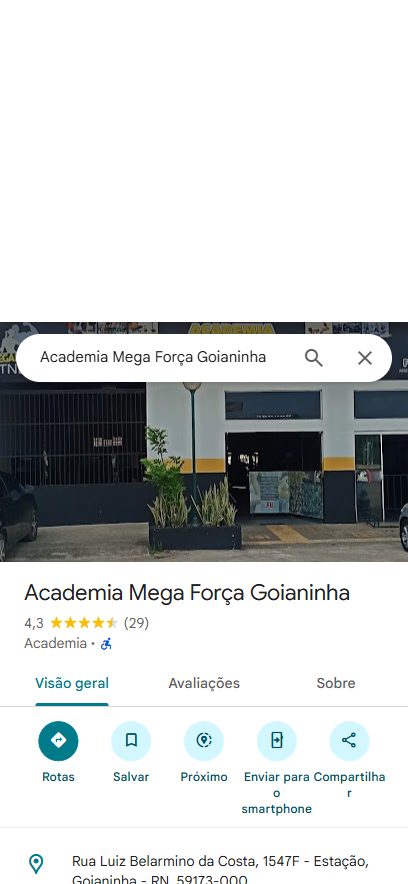 ACADEMIA
Academia Mega Força Goianinha
Academia Mega Força Goianinha
4,3 (29)
Academia ·
Visão geral Avaliações Sobre
Rotas Salvar Próximo Enviar para o smartphone Compartilhar
Rua Luiz Belarmino da Costa, 1547F - Estação,
Goianinha - RN, 59173-000